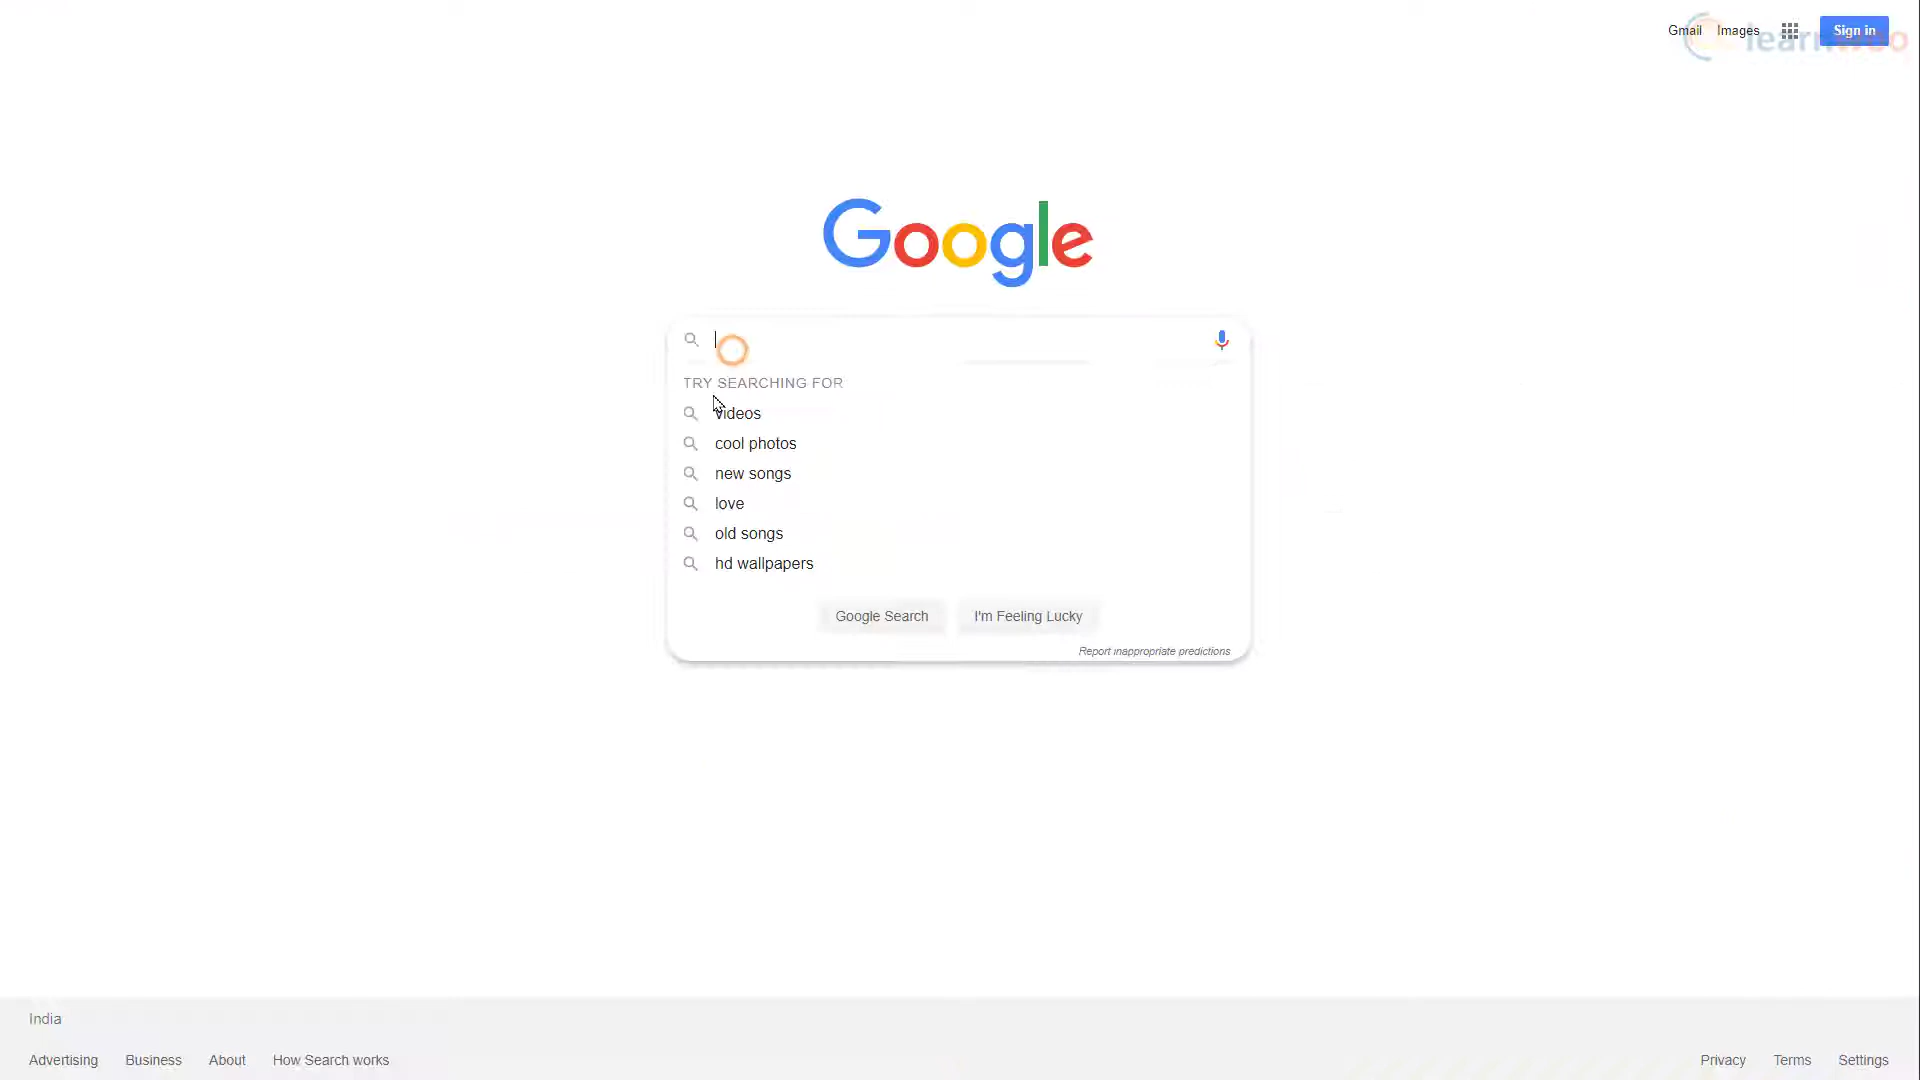 Gmail Images Sign in
learnwoo
Google
TRY SEARCHING FOR
videos
cool photos
new songs
love
old songs
hd wallpapers
Google Search I'm Feeling Lucky
Report inappropriate predictions
India
Advertising Business About How Search works Privacy Terms Settings